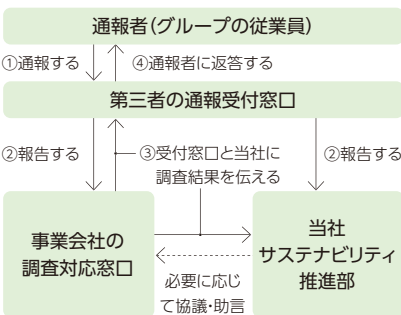 通報者（グループの従業員）
①通報する
④通報者に返答する
第三者の通報受付窓口
②報告する
③受付窓口と当社に
調査結果を伝える
②報告する
事業会社の
調査対応窓口
当社
サステナビリティ
推進部
必要に応じ
て協議・助言